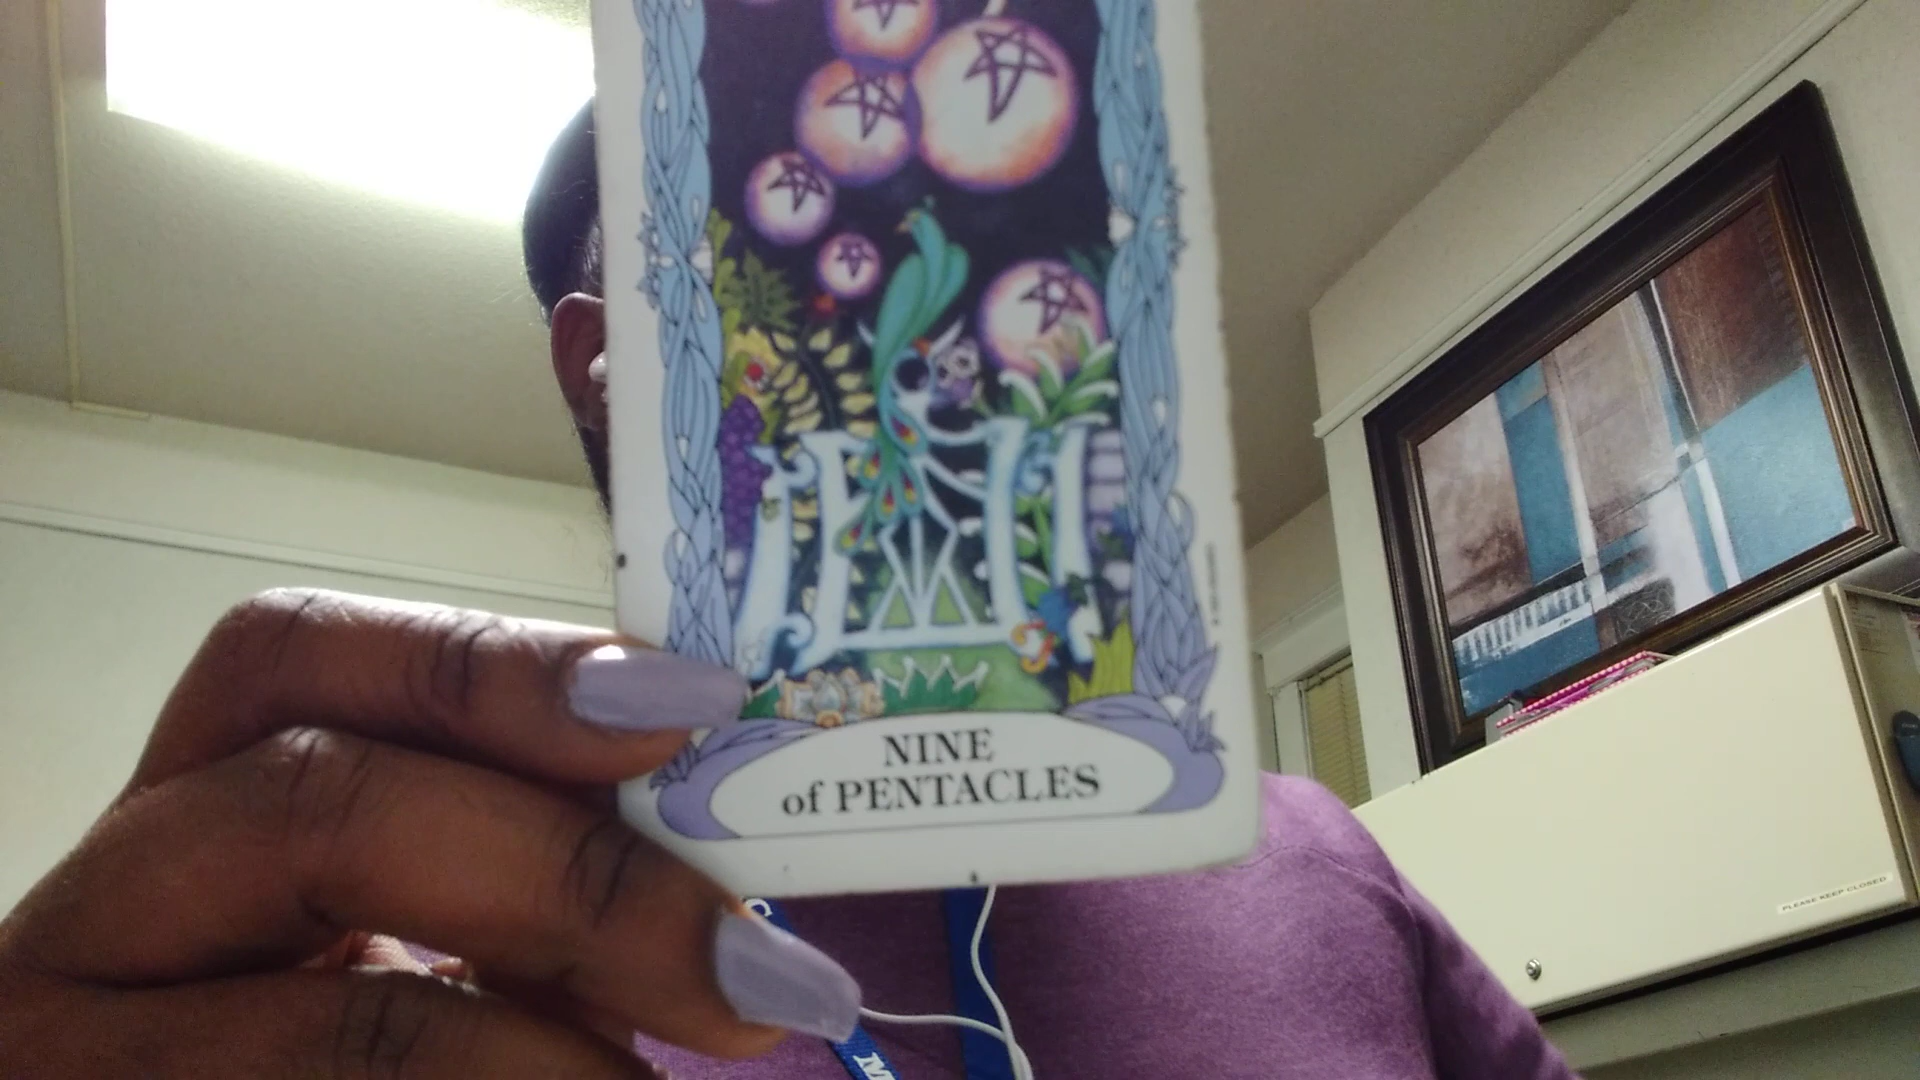 NINE
of PENTACLES
PLEASE KEEP CLOSED
C
M